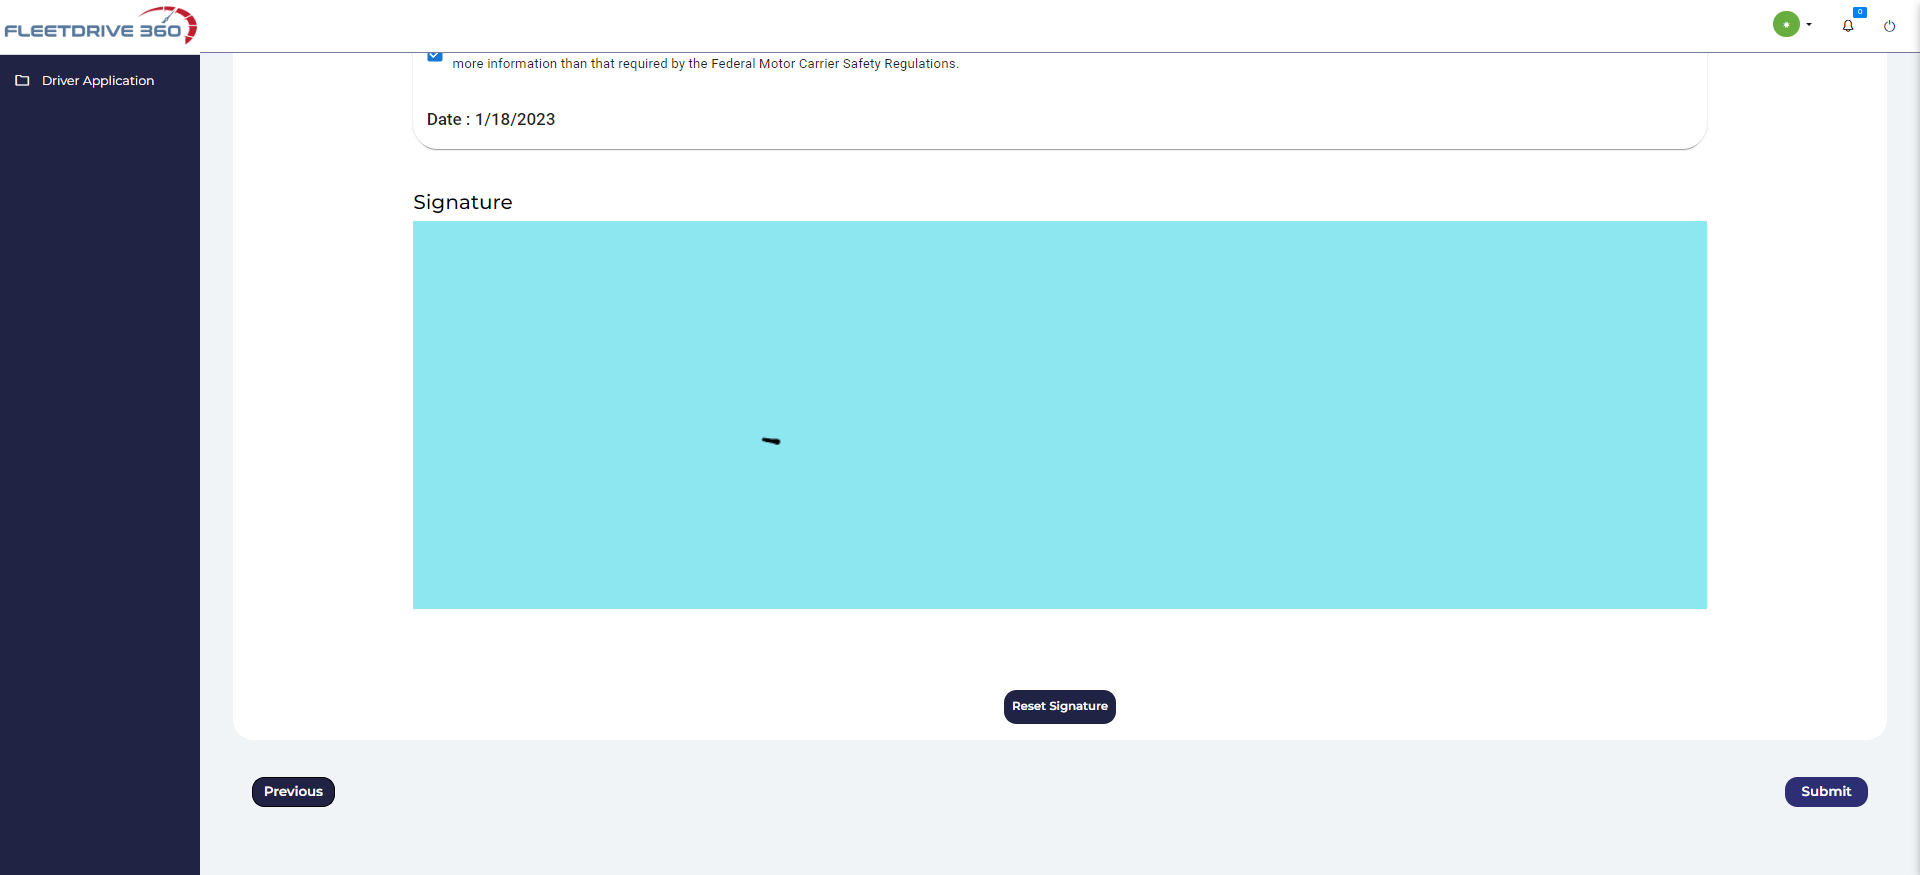 FLEETDRIVE 360
0
Driver Application
more information than that required by the Federal Motor Carrier Safety Regulations.
Date : 1/18/2023
Signature
Reset Signature
Previous
Submit